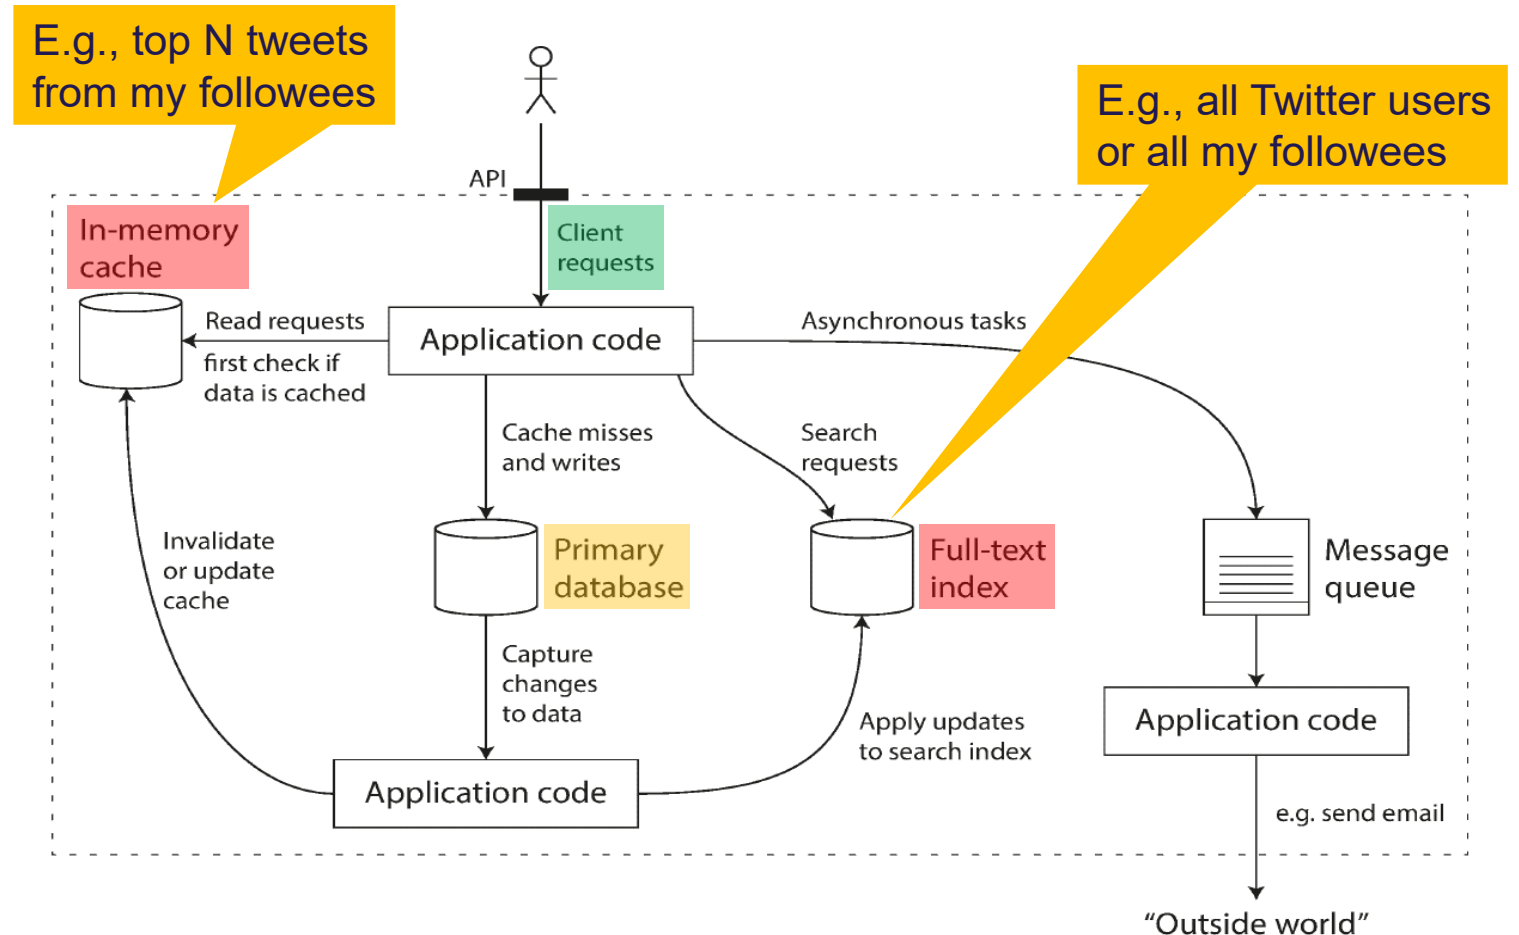 E.g., top N tweets
from my followees
E.g., all Twitter users
or all my followees
API
In-memory
cache
Client
requests
Read requests
first check if
data is cached
Application code
Asynchronous tasks
Cache misses
and writes
Search
requests
Invalidate
or update
cache
Primary
database
Full-text
index
Message
queue
Capture
changes
to data
Apply updates
to search index
Application code
Application code
e.g. send email
“Outside world”